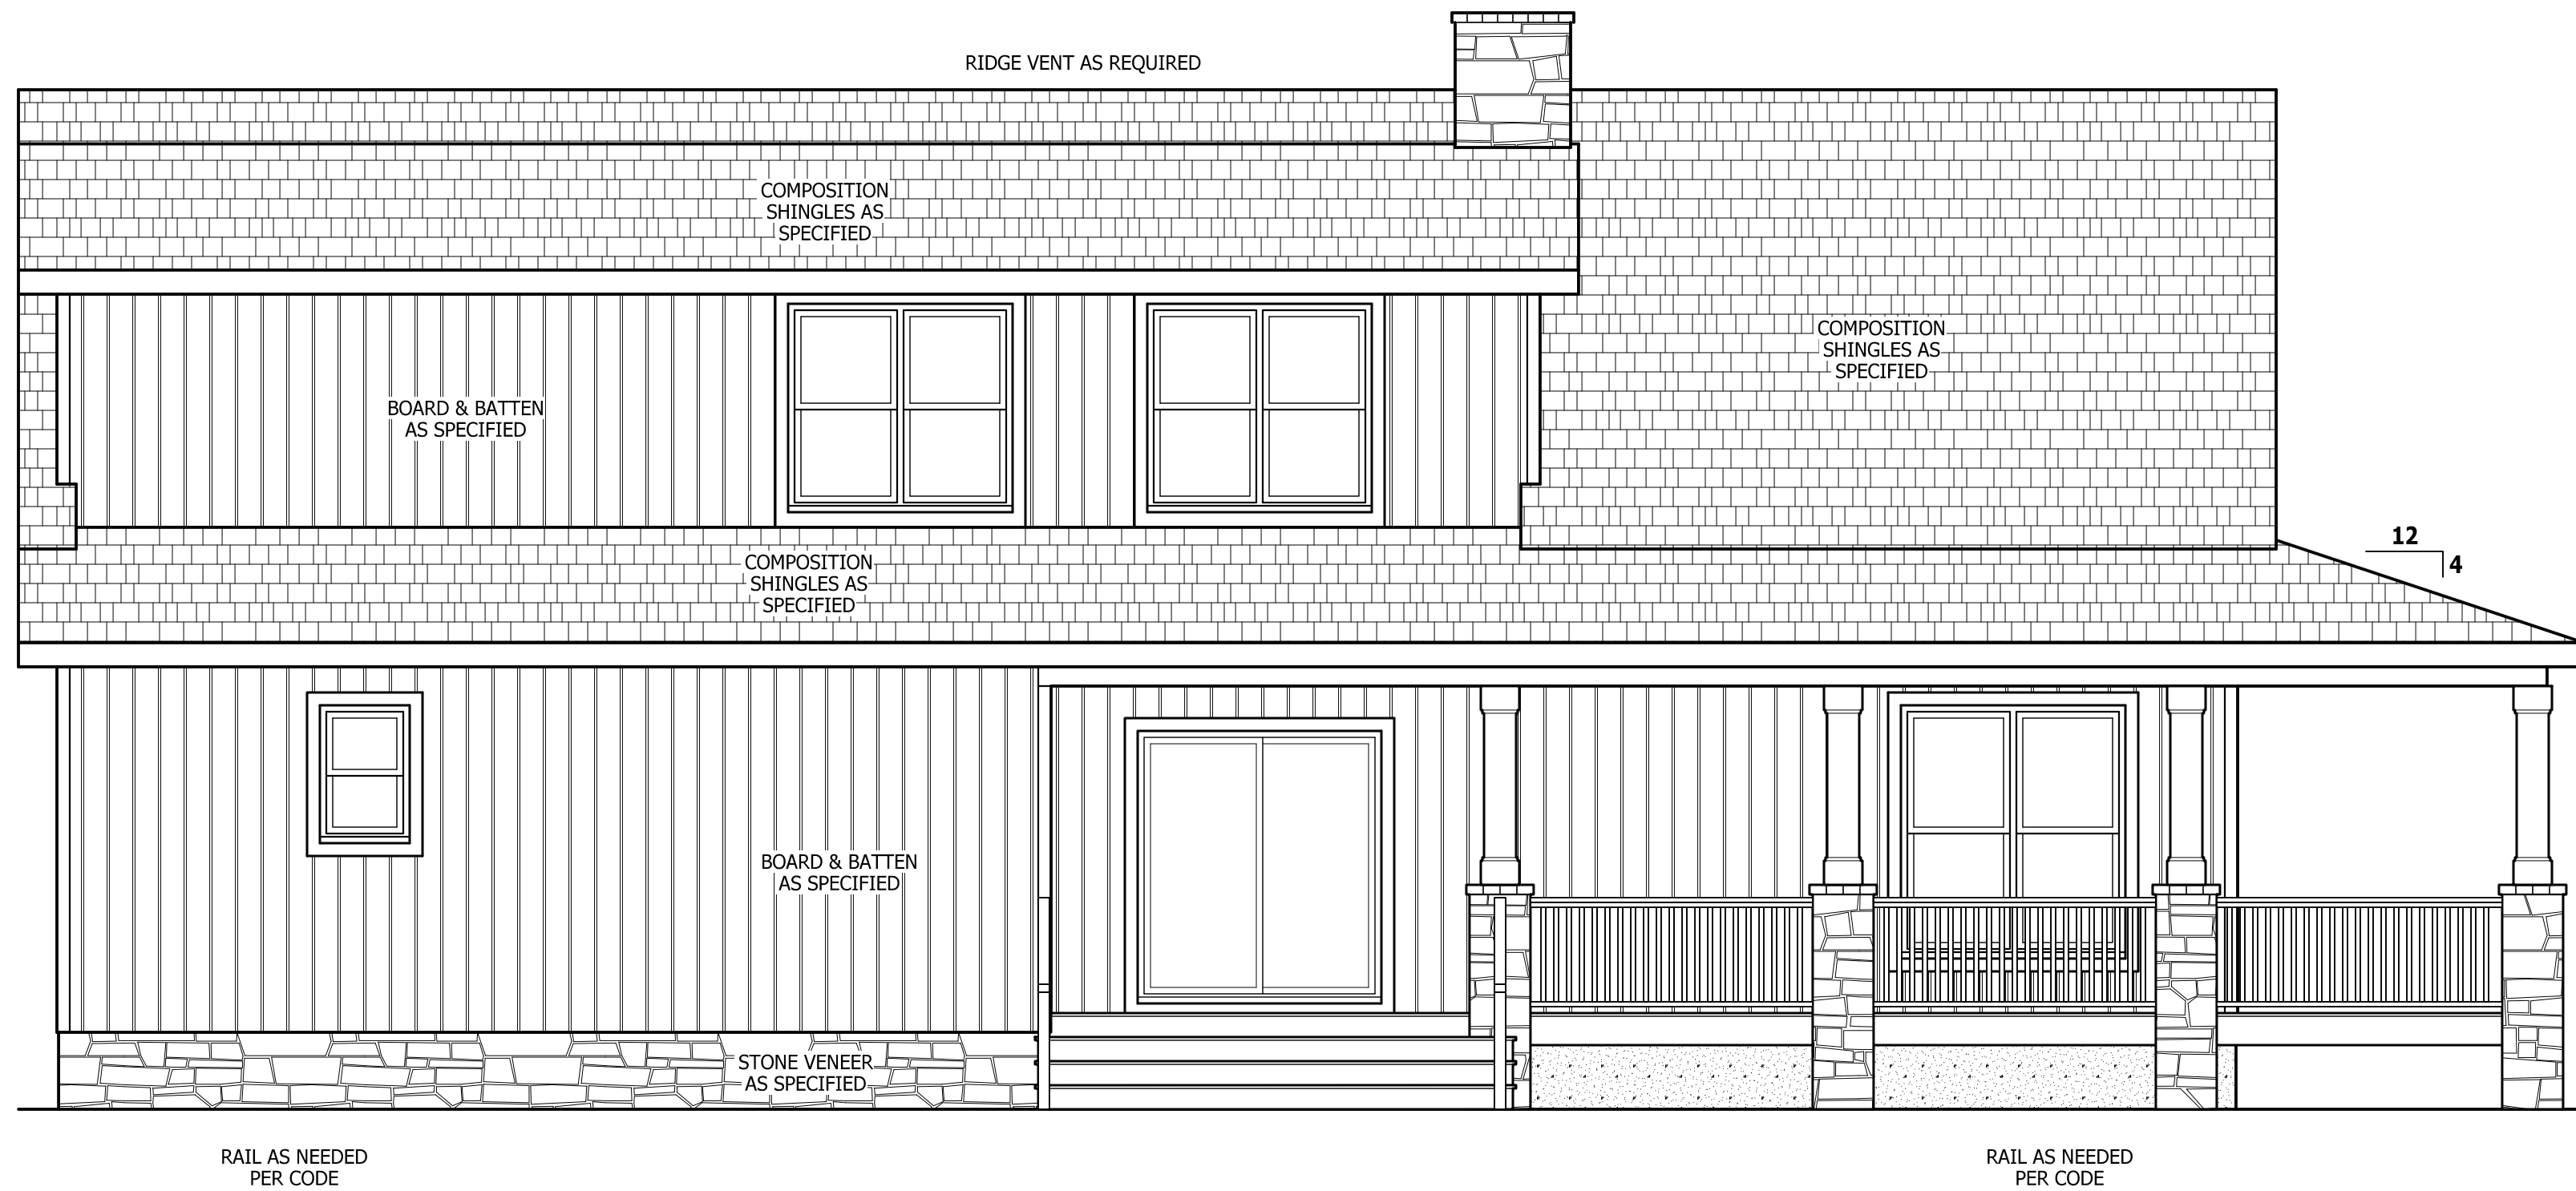 RIDGE VENT AS REQUIRED
COMPOSITION
SHINGLES AS
SPECIFIED
COMPOSITION
SHINGLES AS
SPECIFIED
BOARD & BATTEN
AS SPECIFIED
12
4
COMPOSITION
SHINGLES AS
SPECIFIED
BOARD & BATTEN
AS SPECIFIED
STONE VENEER
AS SPECIFIED
RAIL AS NEEDED
PER CODE
RAIL AS NEEDED
PER CODE